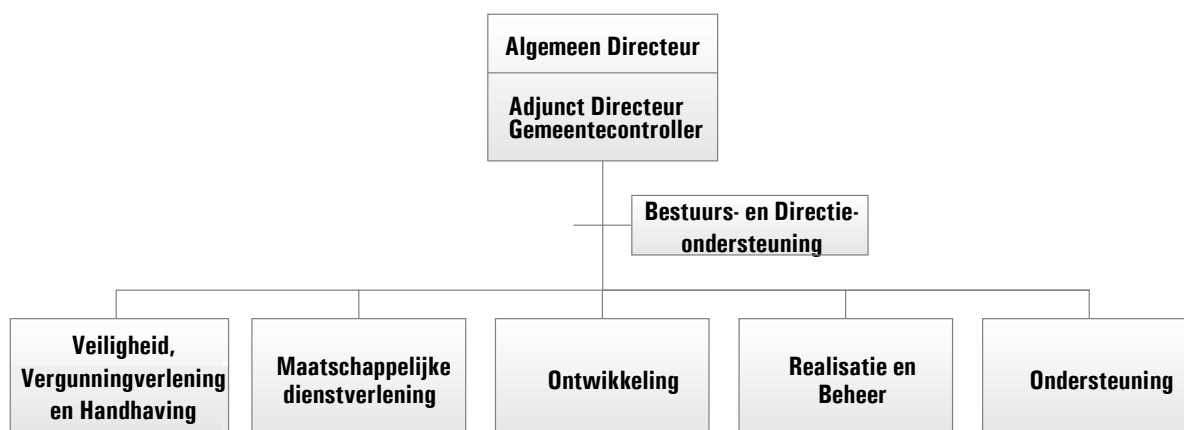 Algemeen Directeur
Adjunct Directeur
Gemeentecontroller
Bestuurs- en Directie-
ondersteuning
Veiligheid,
Vergunningverlening
en Handhaving
Maatschappelijke
dienstverlening
Ontwikkeling
Realisatie en
Beheer
Ondersteuning